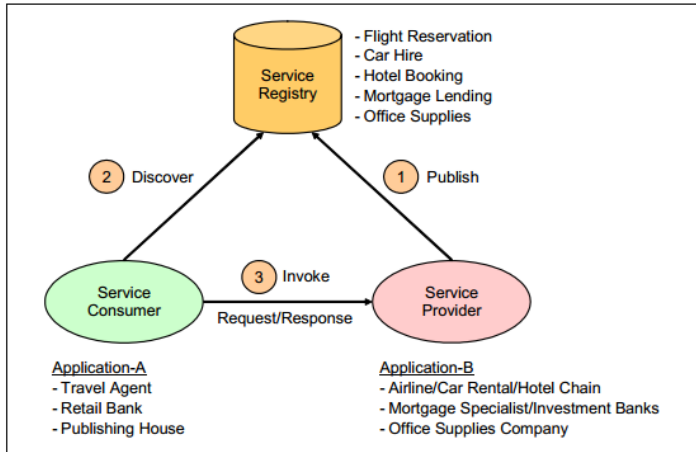 Service
Registry
- Flight Reservation
- Car Hire
- Hotel Booking
- Mortgage Lending
- Office Supplies
2 Discover
1 Publish
3 Invoke
Service
Consumer
Request/Response
Service
Provider
Application-A
- Travel Agent
- Retail Bank
- Publishing House
Application-B
- Airline/Car Rental/Hotel Chain
- Mortgage Specialist/Investment Banks
- Office Supplies Company